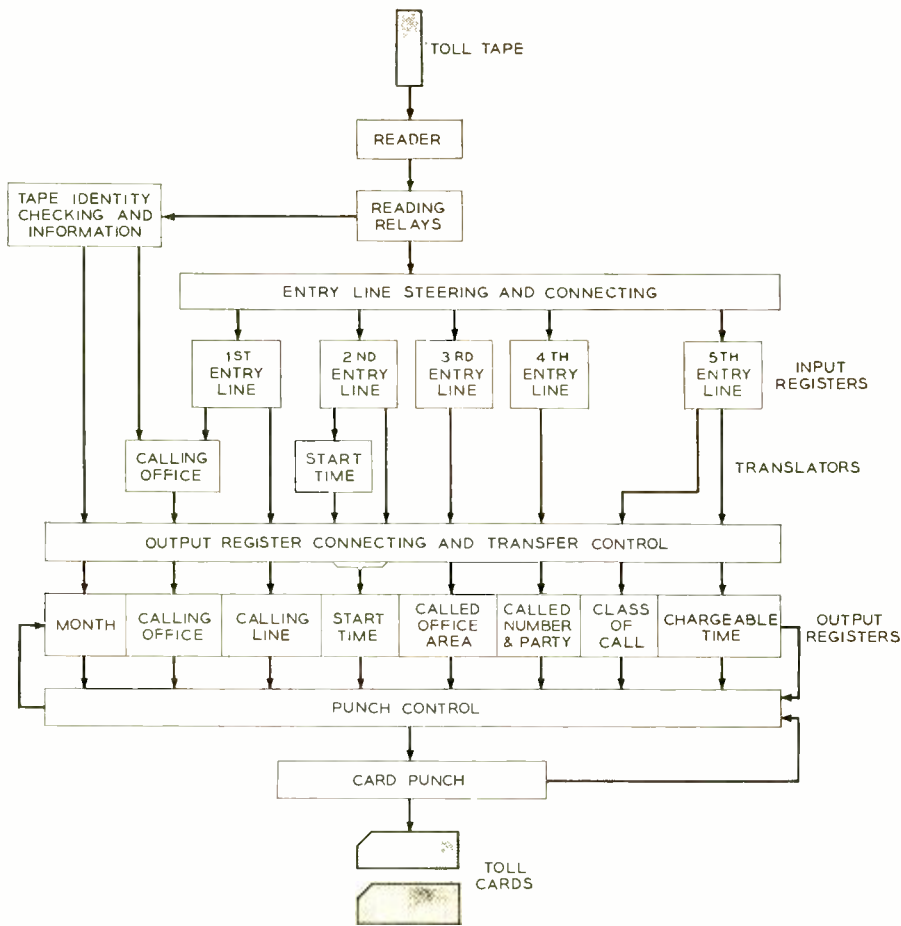 TOLL TAPE
READER
TAPE IDENTITY
CHECKING AND
INFORMATION
READING
RELAYS
ENTRY LINE STEERING AND CONNECTING
1ST
ENTRY
LINE
2ND
ENTRY
LINE
3RD
ENTRY
LINE
4TH
ENTRY
LINE
5TH
ENTRY
LINE
INPUT
REGISTERS
CALLING
OFFICE
START
TIME
TRANSLATORS
OUTPUT REGISTER CONNECTING AND TRANSFER CONTROL
MONTH
CALLING
OFFICE
CALLING
LINE
START
TIME
CALLED
OFFICE
AREA
CALLED
NUMBER
& PARTY
CLASS
OF
CALL
CHARGEABLE
TIME
OUTPUT
REGISTERS
PUNCH CONTROL
CARD PUNCH
TOLL
CARDS